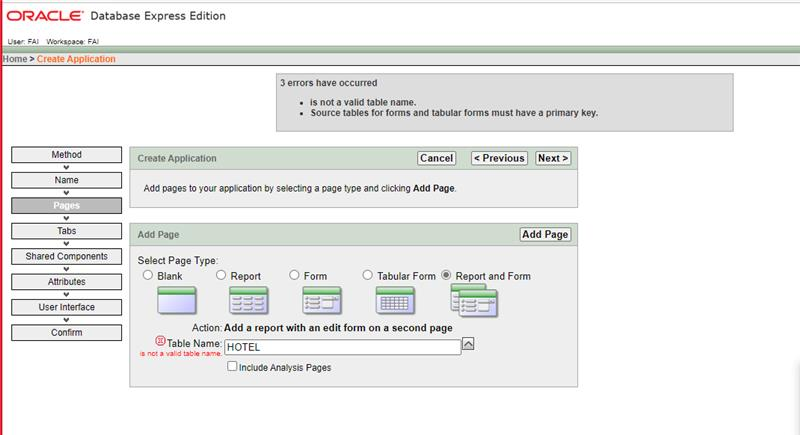 ORACLE Database Express Edition
User: FAI Workspace: FAI
Home > Create Application
3 errors have occurred
• is not a valid table name.
• Source tables for forms and tabular forms must have a primary key.
Method
Name
Pages
Tabs
Shared Components
Attributes
User Interface
Confirm
Create Application
Cancel
< Previous
Next >
Add pages to your application by selecting a page type and clicking Add Page.
Add Page
Add Page
Select Page Type:
Blank
Report
Form
Tabular Form
Report and Form
Action: Add a report with an edit form on a second page
Table Name: HOTEL
is not a valid table name.
Include Analysis Pages